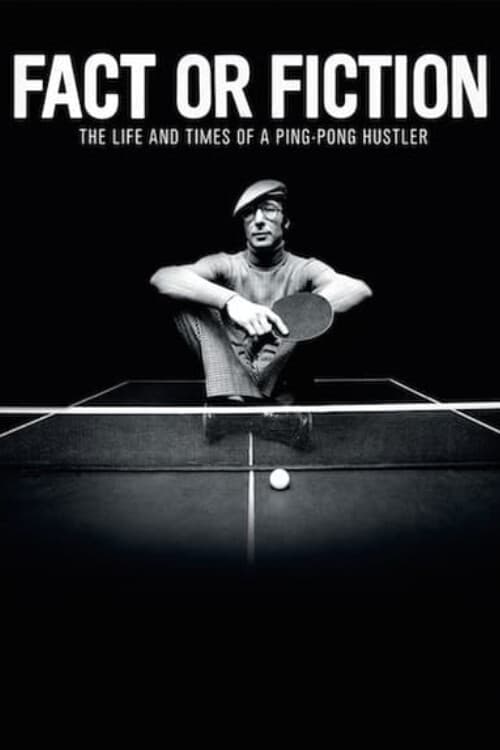 FACT OR FICTION
THE LIFE AND TIMES OF A PING-PONG HUSTLER